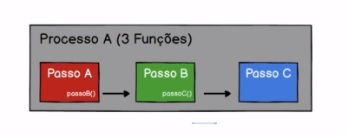 Processo A (3 Funções)
Passo A
passoB()
Passo B
passoC()
Passo C